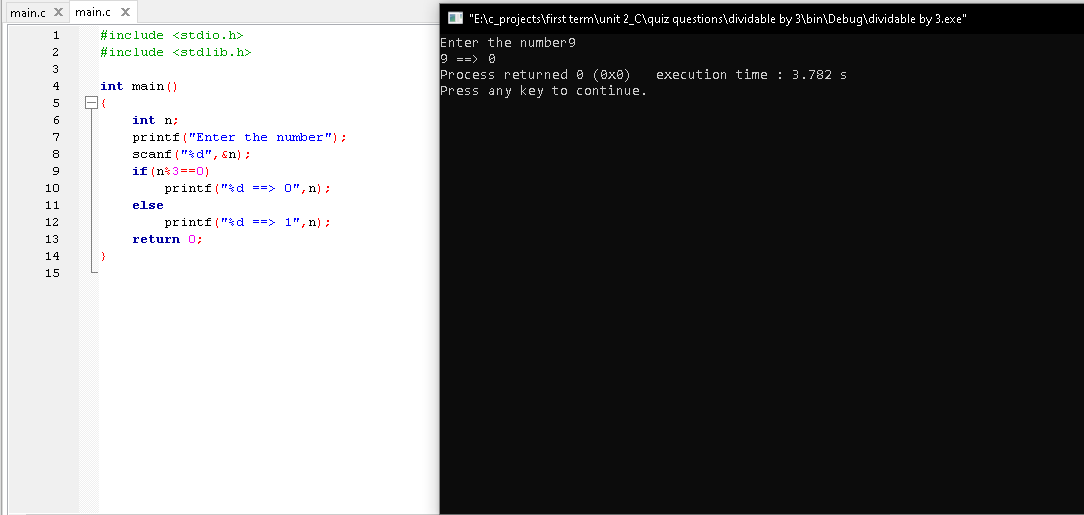 main.c X main.c X
1 #include <stdio.h>
2 #include <stdlib.h>
3
4 int main()
5 {
6 int n;
7 printf("Enter the number");
8 scanf("%d",&n);
9 if(n%3==0)
10 printf("%d ==> 0",n);
11 else
12 printf("%d ==> 1",n);
13 return 0;
14 }
15
"E:\c_projects\first term\unit 2_C\quiz questions\dividable by 3\bin\Debug\dividable by 3.exe"
Enter the number9
9 ==> 0
Process returned 0 (0x0)   execution time : 3.782 s
Press any key to continue.